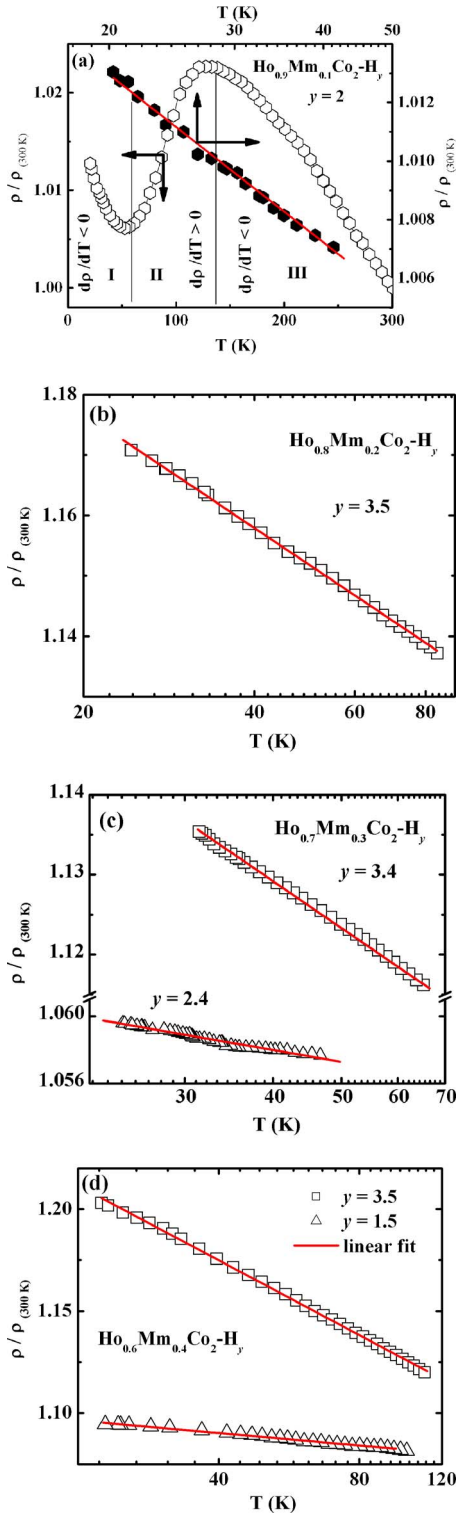 T (K)
20 30 40 50
(a)
Ho0.9Mm0.1Co2-Hy
y = 2
1.02
1.01
1.00
ρ / ρ (300 K)
1.012
1.010
1.008
1.006
ρ / ρ (300 K)
dρ/dT < 0
I
II
dρ/dT > 0
dρ/dT < 0
III
0 100 200 300
T (K)
1.18
(b)
Ho0.8Mm0.2Co2-Hy
1.16
y = 3.5
ρ / ρ (300 K)
1.14
20 40 60 80
T (K)
1.14
(c)
Ho0.7Mm0.3Co2-Hy
1.13
y = 3.4
ρ / ρ (300 K)
1.12
y = 2.4
1.060
1.056
30 40 50 60 70
T (K)
(d)
1.20
y = 3.5
y = 1.5
linear fit
1.15
ρ / ρ (300 K)
Ho0.6Mm0.4Co2-Hy
1.10
40 80 120
T (K)